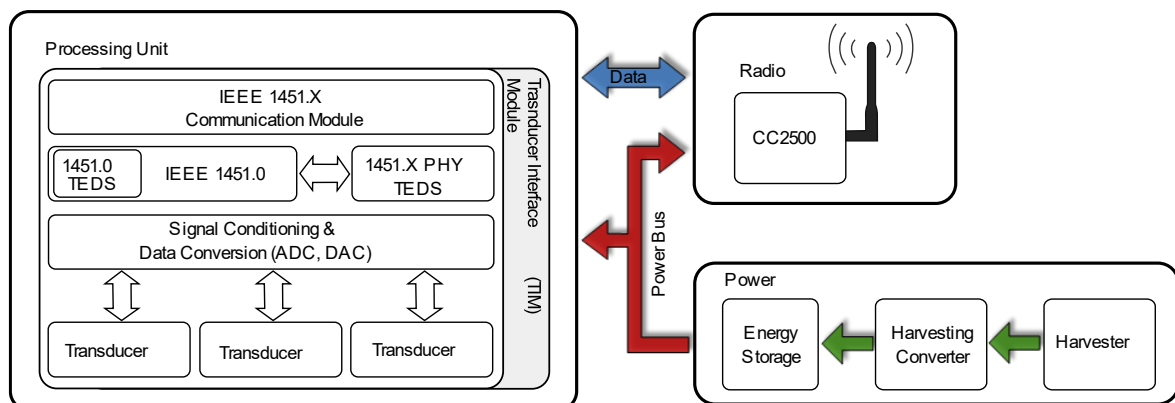 Processing Unit
IEEE 1451.X
Communication Module
1451.0
TEDS
IEEE 1451.0
1451.X PHY
TEDS
Signal Conditioning &
Data Conversion (ADC, DAC)
Transducer
Transducer
Transducer
Trasnducer Interface
Module
(TIM)
Data
Power Bus
Radio
CC2500
Power
Energy
Storage
Harvesting
Converter
Harvester